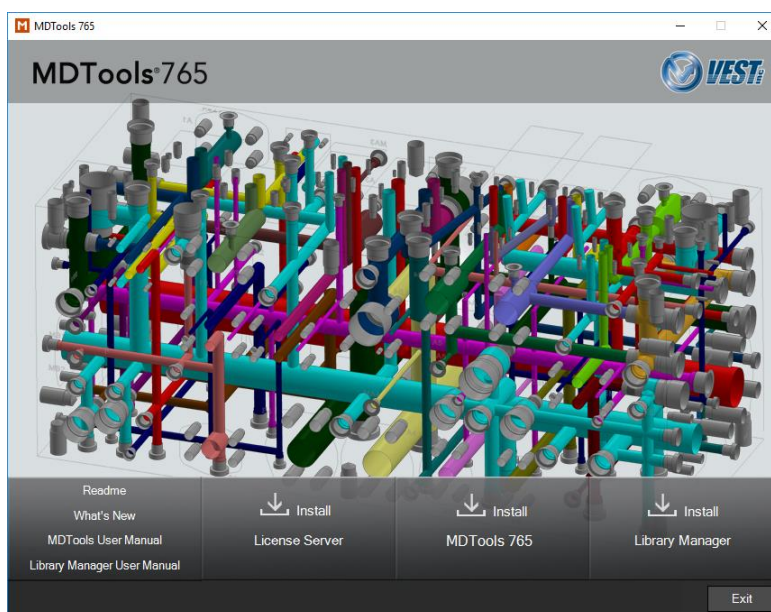 MDTools 765
MDTools®765
VEST INC
Readme
What's New
MDTools User Manual
Library Manager User Manual
Install
License Server
Install
MDTools 765
Install
Library Manager
Exit